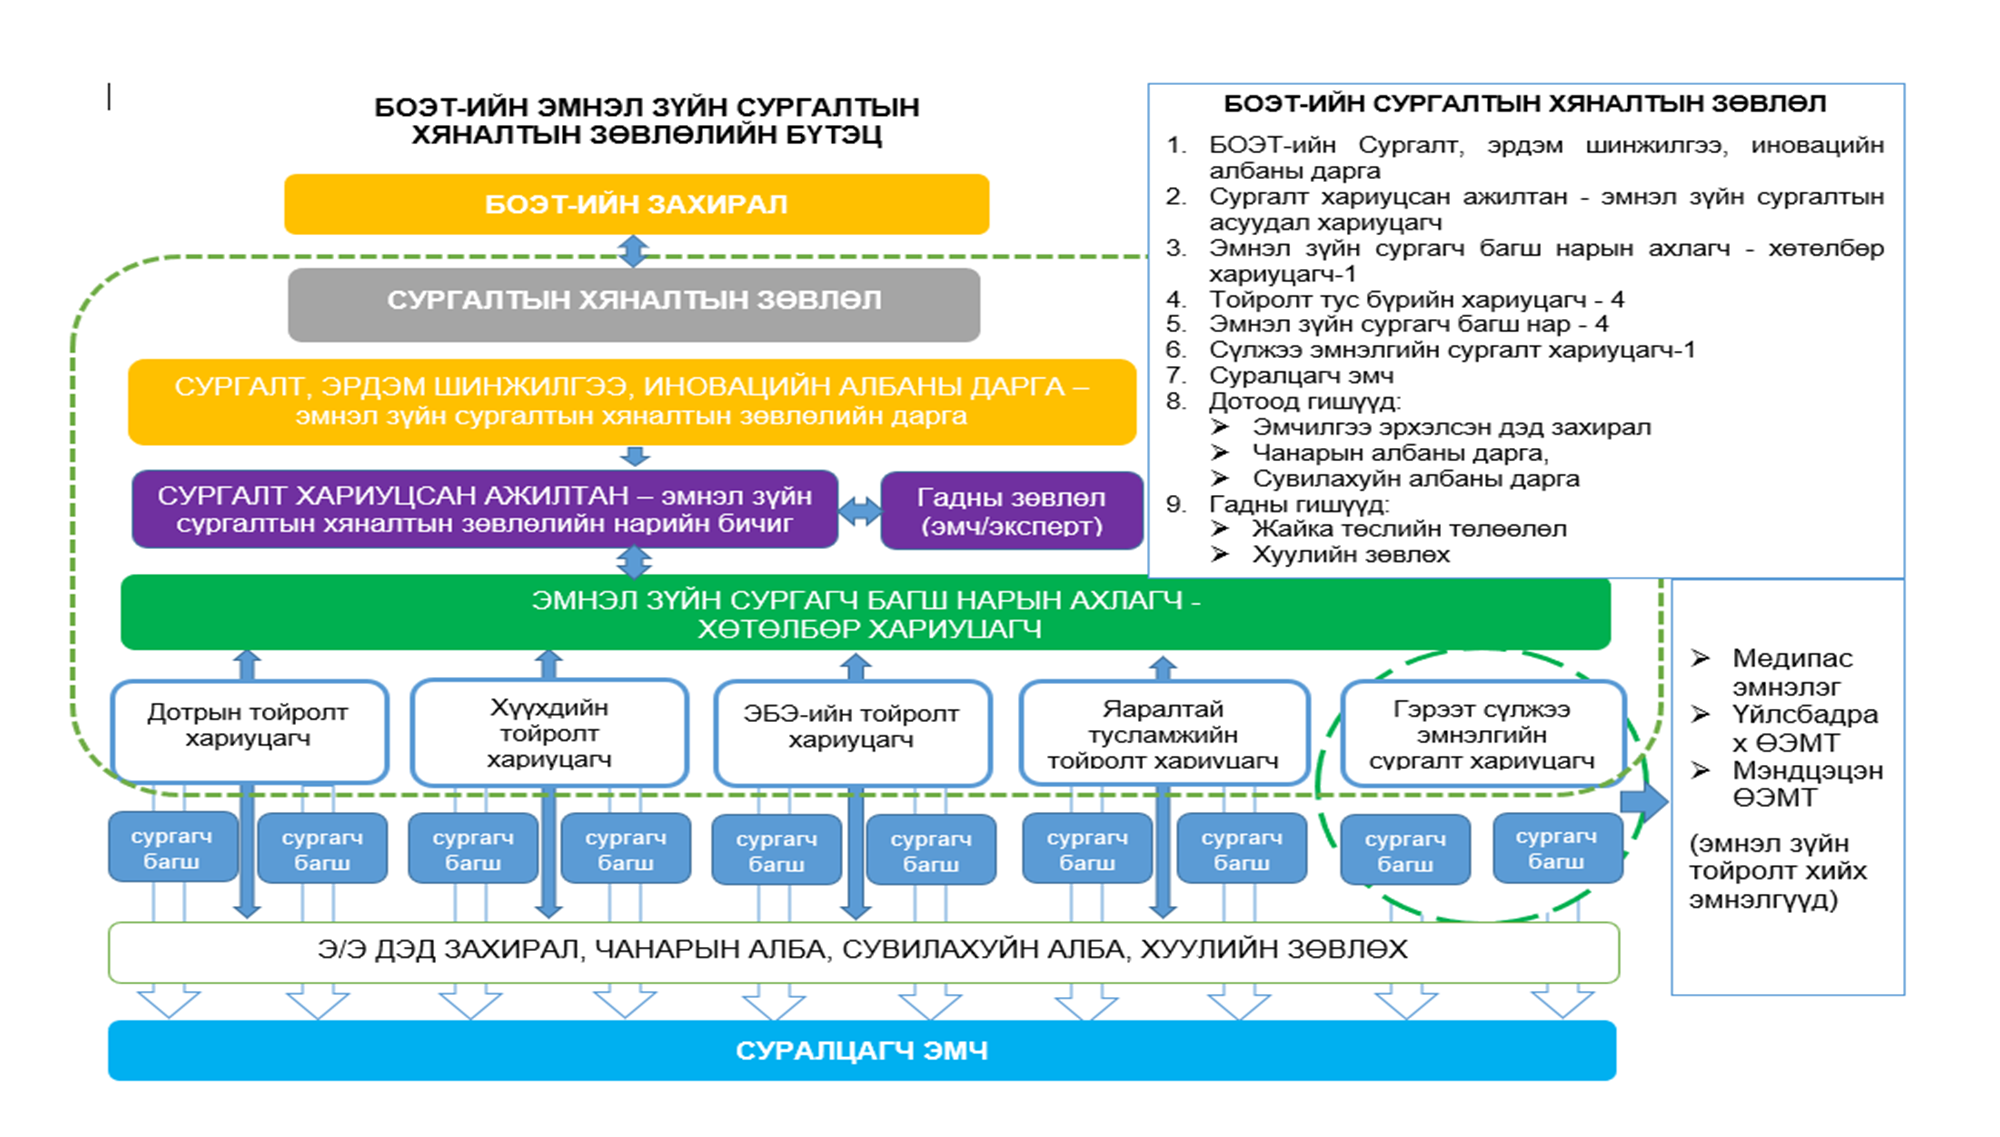 БОЭТ-ИЙН ЭМНЭЛ ЗҮЙН СУРГАЛТЫН
ХЯНАЛТЫН ЗӨВЛӨЛИЙН БҮТЭЦ
БОЭТ-ИЙН ЗАХИРАЛ
СУРГАЛТЫН ХЯНАЛТЫН ЗӨВЛӨЛ
СУРГАЛТ, ЭРДЭМ ШИНЖИЛГЭЭ, ИНОВАЦИЙН АЛБАНЫ ДАРГА –
эмнэл зүйн сургалтын хяналтын зөвлөлийн дарга
СУРГАЛТ ХАРИУЦСАН АЖИЛТАН – эмнэл зүйн
сургалтын хяналтын зөвлөлийн нарийн бичиг
Гадны зөвлөл
(эмч/эксперт)
БОЭТ-ИЙН СУРГАЛТЫН ХЯНАЛТЫН ЗӨВЛӨЛ
1. БОЭТ-ийн Сургалт, эрдэм шинжилгээ, иновацийн
албаны дарга
2. Сургалт хариуцсан ажилтан - эмнэл зүйн сургалтын
асуудал хариуцагч
3. Эмнэл зүйн сургагч багш нарын ахлагч - хөтөлбөр
хариуцагч-1
4. Тойролт тус бүрийн хариуцагч - 4
5. Эмнэл зүйн сургагч багш нар - 4
6. Сүлжээ эмнэлгийн сургалт хариуцагч-1
7. Суралцагч эмч
8. Дотоод гишүүд:
➢ Эмчилгээ эрхэлсэн дэд захирал
➢ Чанарын албаны дарга,
➢ Сувилахуйн албаны дарга
9. Гадны гишүүд:
➢ Жайка төслийн төлөөлөл
➢ Хуулийн зөвлөх
ЭМНЭЛ ЗҮЙН СУРГАГЧ БАГШ НАРЫН АХЛАГЧ -
ХӨТӨЛБӨР ХАРИУЦАГЧ
Дотрын тойролт
хариуцагч
Хүүхдийн
тойролт
хариуцагч
ЭБЭ-ийн тойролт
хариуцагч
Яаралтай
тусламжийн
тойролт хариуцагч
Гэрээт сүлжээ
эмнэлгийн
сургалт хариуцагч
➢ Медипас
эмнэлэг
➢ Үйлсбадра
х ӨЭМТ
➢ Мэндцэцэн
ӨЭМТ
(эмнэл зүйн
тойролт хийх
эмнэлгүүд)
сургагч
багш
сургагч
багш
сургагч
багш
сургагч
багш
сургагч
багш
сургагч
багш
сургагч
багш
сургагч
багш
сургагч
багш
сургагч
багш
Э/Э ДЭД ЗАХИРАЛ, ЧАНАРЫН АЛБА, СУВИЛАХУЙН АЛБА, ХУУЛИЙН ЗӨВЛӨХ
СУРАЛЦАГЧ ЭМЧ